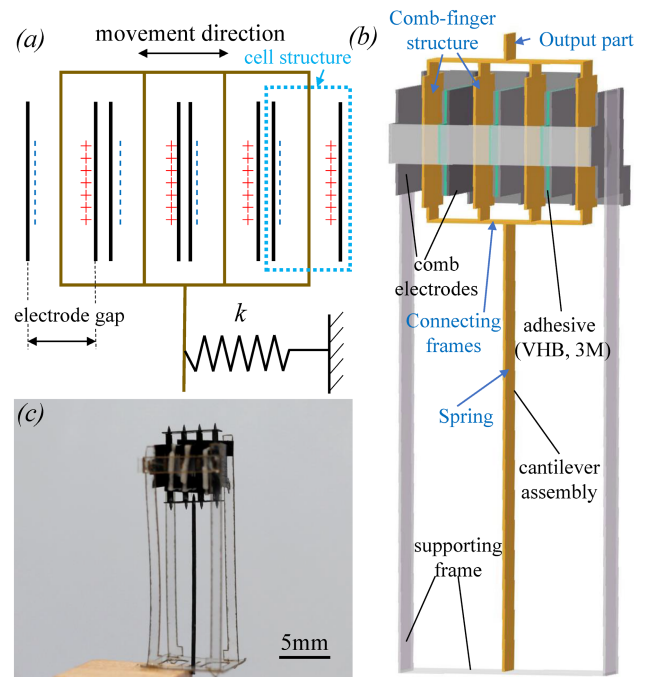 (a)
movement direction
cell structure
+ + + + + + +
+ + + + + + +
+ + + + + + +
+ + + + + + +
electrode gap
k
(b)
Comb-finger
structure
Output part
comb
electrodes
Connecting
frames
adhesive
(VHB, 3M)
Spring
cantilever
assembly
supporting
frame
(c)
5mm